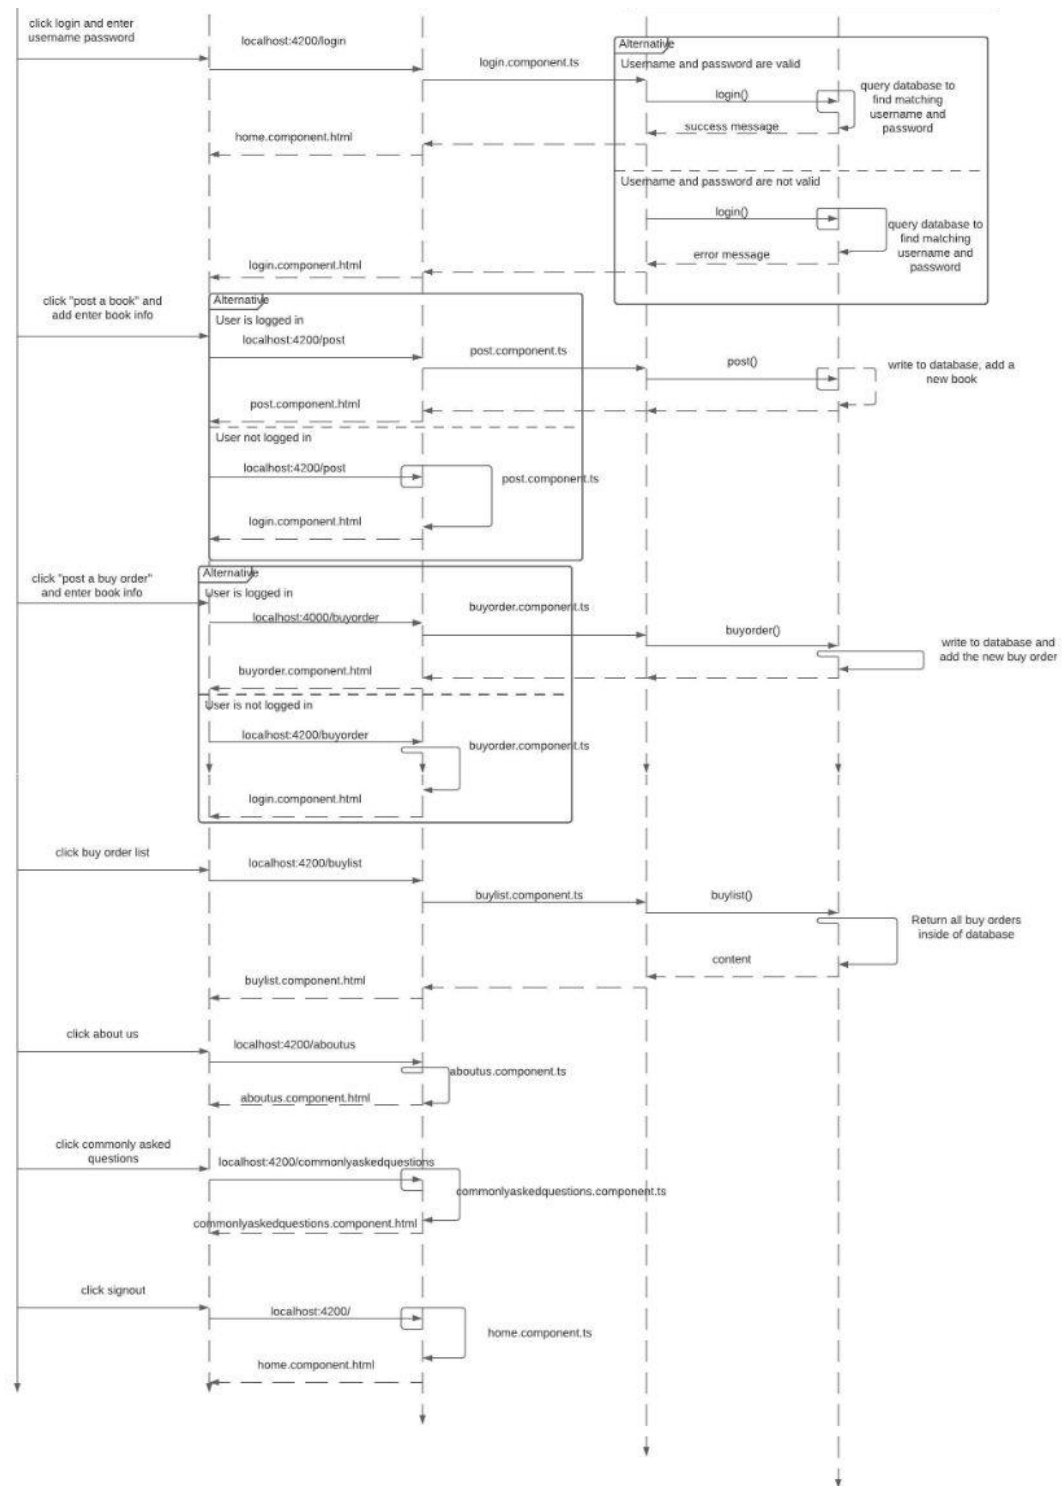 click login and enter
username password
localhost:4200/login
login.component.ts
Alternative
Username and password are valid
login()
query database to
find matching
username and
password
success message
home.component.html
Username and password are not valid
login()
query database to
find matching
username and
password
error message
login.component.html
click "post a book" and
add enter book info
Alternative
User is logged in
localhost:4200/post
post.component.ts
post()
write to database, add a
new book
post.component.html
User not logged in
localhost:4200/post
post.component.ts
login.component.html
click "post a buy order"
and enter book info
Alternative
User is logged in
localhost:4000/buyorder
buyorder.component.ts
buyorder()
write to database and
add the new buy order
buyorder.component.html
User is not logged in
localhost:4200/buyorder
buyorder.component.ts
login.component.html
click buy order list
localhost:4200/buylist
buylist.component.ts
buylist()
Return all buy orders
inside of database
content
buylist.component.html
click about us
localhost:4200/aboutus
aboutus.component.ts
aboutus.component.html
click commonly asked
questions
localhost:4200/commonlyaskedquestions
commonlyaskedquestions.component.ts
commonlyaskedquestions.component.html
click signout
localhost:4200/
home.component.ts
home.component.html